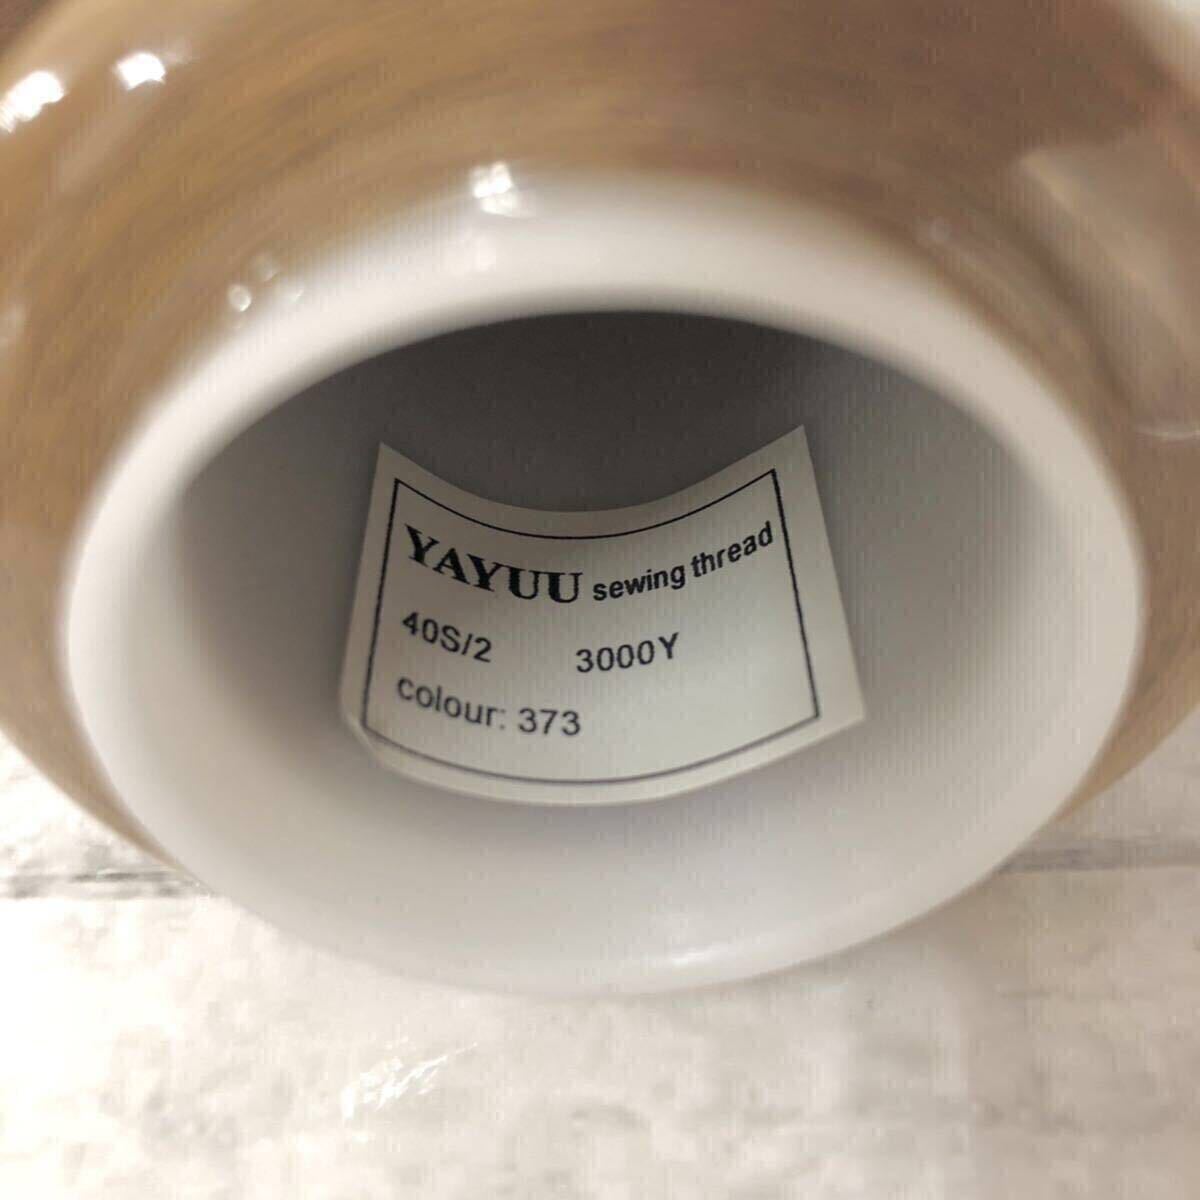 YAYUU sewing thread
40S/2 3000Y
colour: 373